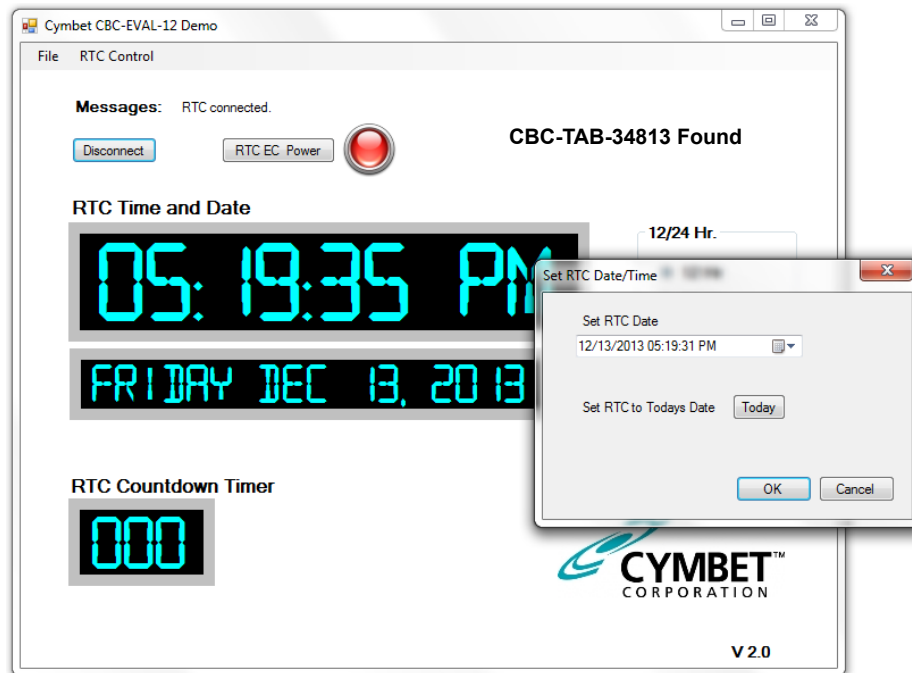 Cymbet CBC-EVAL-12 Demo
File RTC Control
Messages: RTC connected.
CBC-TAB-34813 Found
Disconnect RTC EC Power
RTC Time and Date
05:19:35 PM
12/24 Hr.
FRIDAY DEC 13, 2013
Set RTC Date/Time
Set RTC Date
12/13/2013 05:19:31 PM
Set RTC to Todays Date Today
OK Cancel
RTC Countdown Timer
000
CYMBET™
CORPORATION
V 2.0